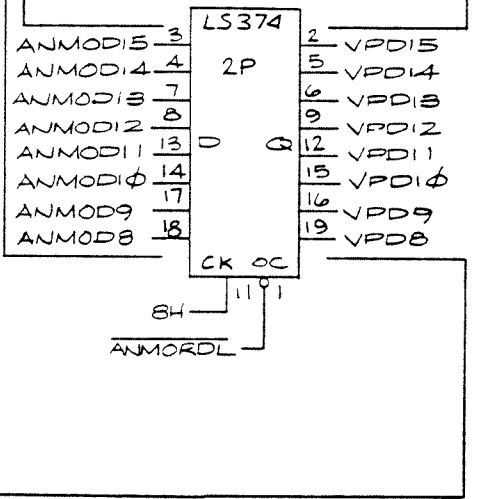 LS374
2P
ANMOD15 3 2 VPD15
ANMOD14 4 5 VPD14
ANMOD13 7 6 VPD13
ANMOD12 8 9 VPD12
ANMOD11 13 D Q 12 VPD11
ANMOD1Ø 14 15 VPD1Ø
ANMOD9 17 16 VPD9
ANMOD8 18 19 VPD8
CK OC
8H 11 1
ANMORDL